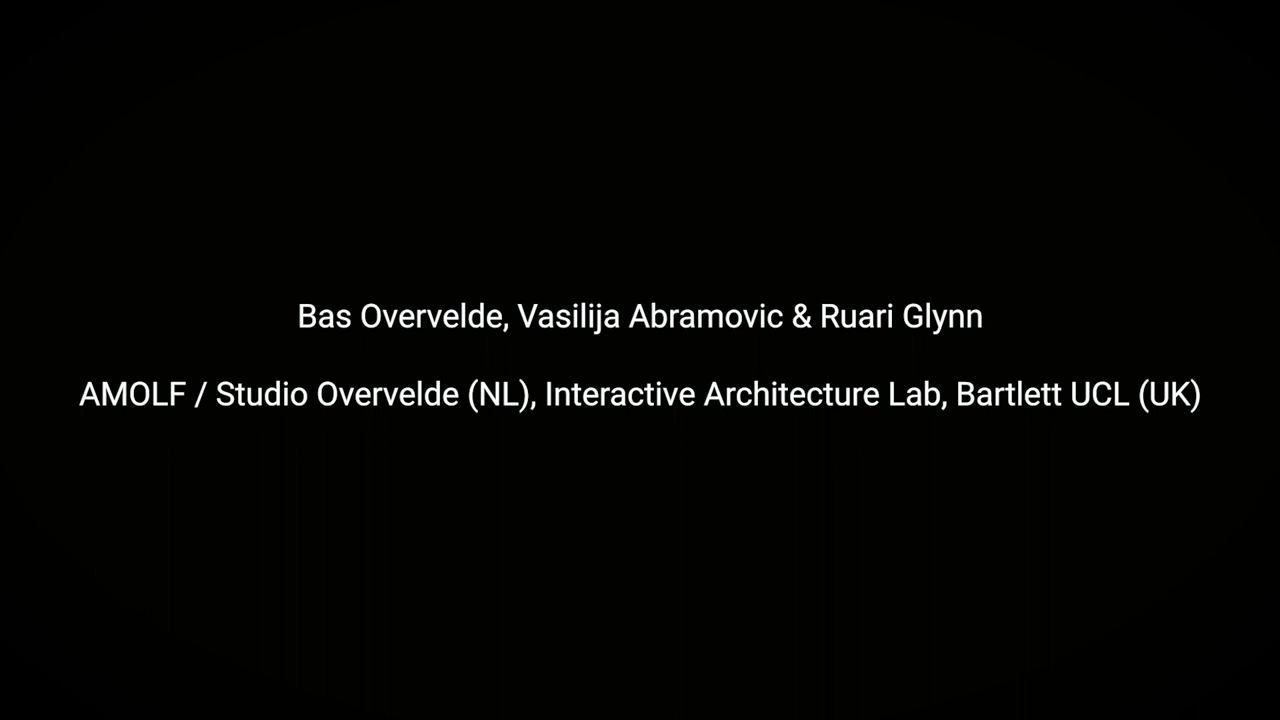 Bas Overvelde, Vasilija Abramovic & Ruari Glynn
AMOLF / Studio Overvelde (NL), Interactive Architecture Lab, Bartlett UCL (UK)